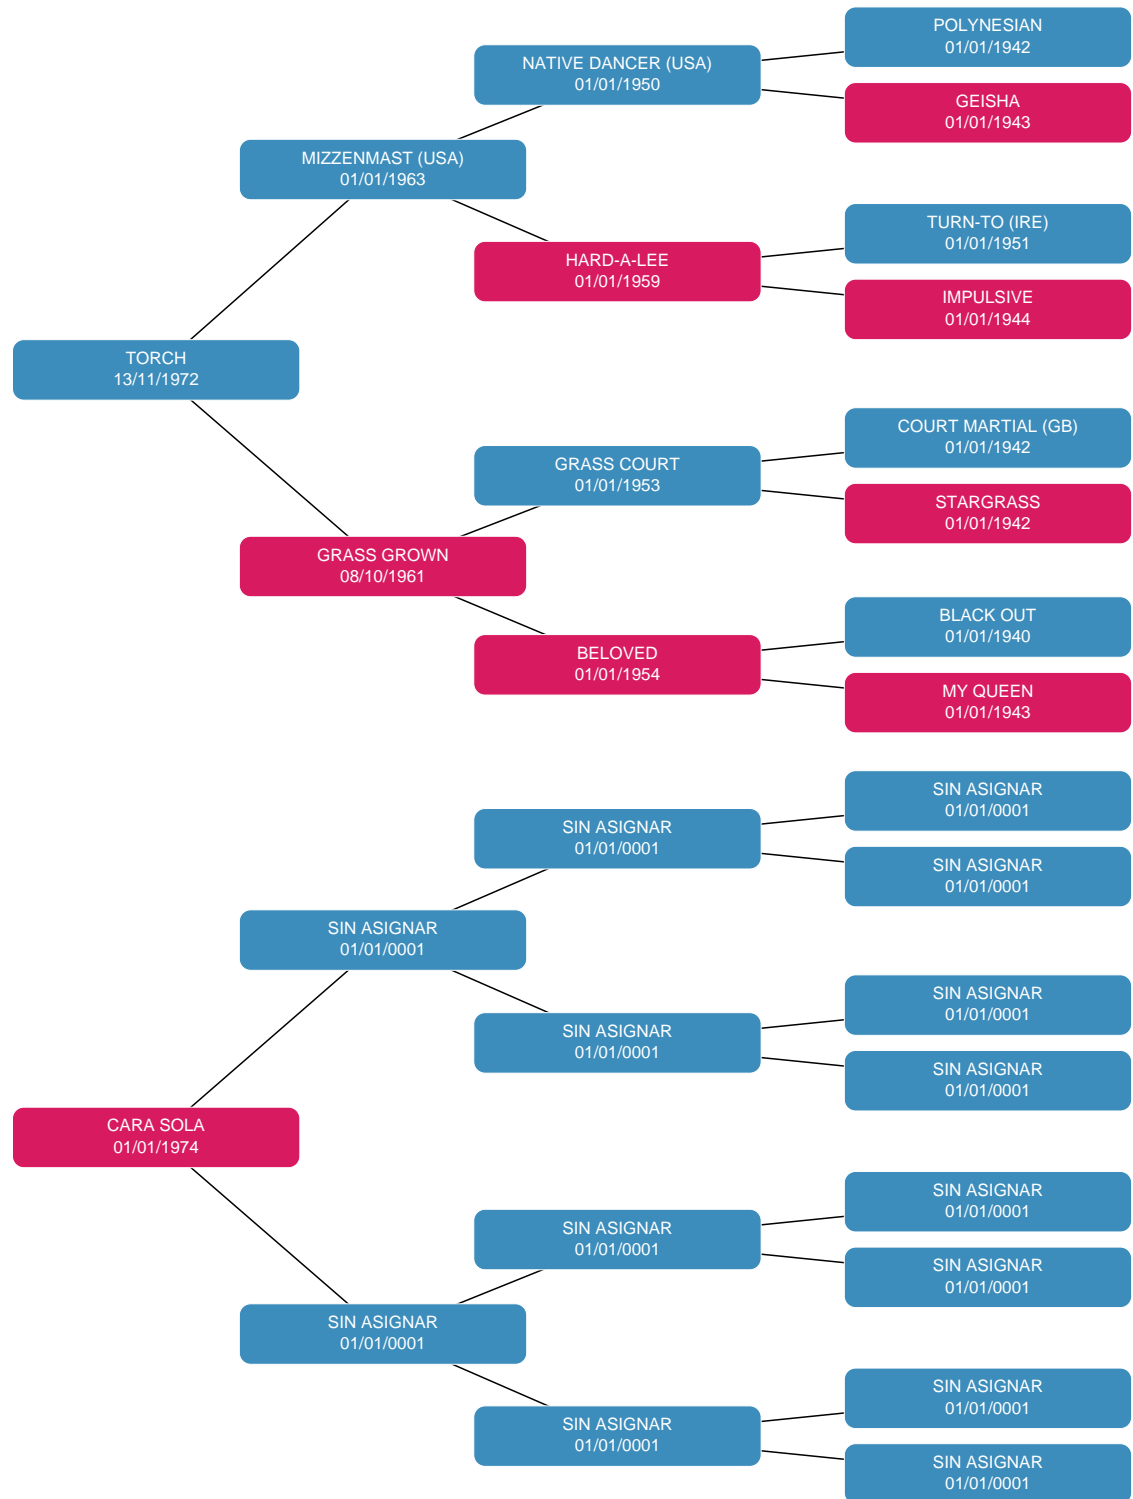 POLYNESIAN
01/01/1942
NATIVE DANCER (USA)
01/01/1950
GEISHA
01/01/1943
MIZZENMAST (USA)
01/01/1963
TURN-TO (IRE)
01/01/1951
HARD-A-LEE
01/01/1959
IMPULSIVE
01/01/1944
TORCH
13/11/1972
COURT MARTIAL (GB)
01/01/1942
GRASS COURT
01/01/1953
STARGRASS
01/01/1942
GRASS GROWN
08/10/1961
BLACK OUT
01/01/1940
BELOVED
01/01/1954
MY QUEEN
01/01/1943
SIN ASIGNAR
01/01/0001
SIN ASIGNAR
01/01/0001
SIN ASIGNAR
01/01/0001
SIN ASIGNAR
01/01/0001
SIN ASIGNAR
01/01/0001
SIN ASIGNAR
01/01/0001
SIN ASIGNAR
01/01/0001
CARA SOLA
01/01/1974
SIN ASIGNAR
01/01/0001
SIN ASIGNAR
01/01/0001
SIN ASIGNAR
01/01/0001
SIN ASIGNAR
01/01/0001
SIN ASIGNAR
01/01/0001
SIN ASIGNAR
01/01/0001
SIN ASIGNAR
01/01/0001